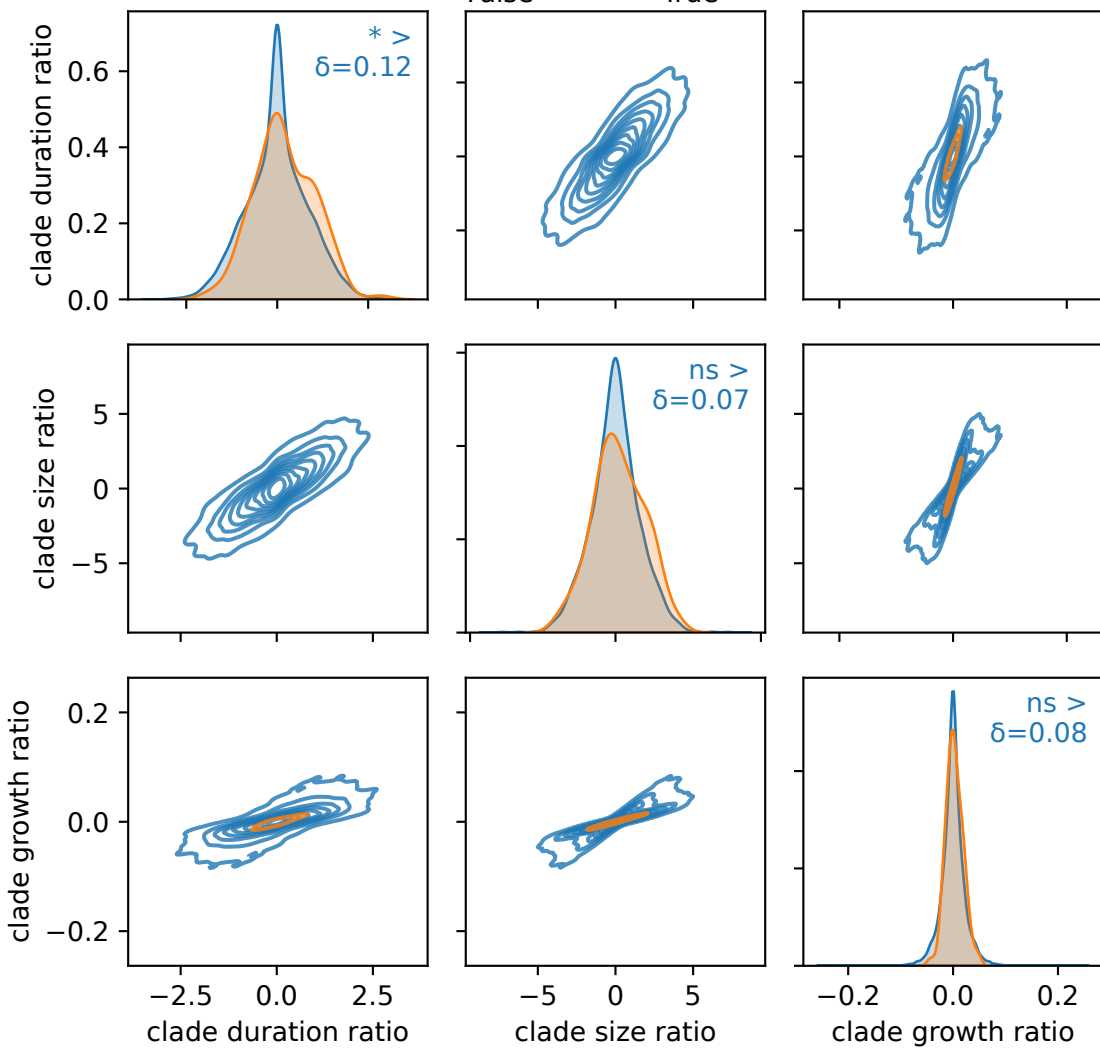 clade duration ratio
0.6
0.4
0.2
0.0
* >
δ=0.12
clade size ratio
5
0
−5
ns >
δ=0.07
clade growth ratio
0.2
0.0
−0.2
ns >
δ=0.08
−2.5 0.0 2.5
−5 0 5
−0.2 0.0 0.2
clade duration ratio
clade size ratio
clade growth ratio